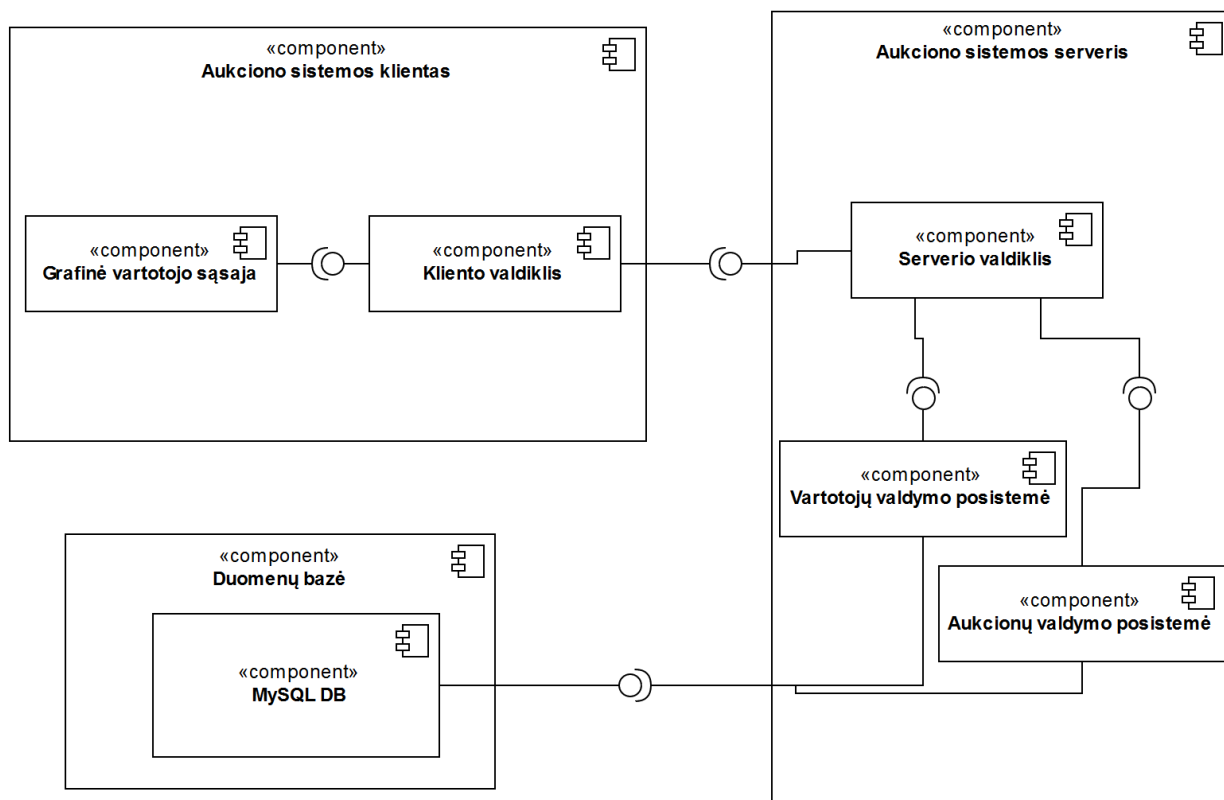 «component»
Aukciono sistemos klientas
«component»
Aukciono sistemos serveris
«component»
Grafinė vartotojo sąsaja
«component»
Kliento valdiklis
«component»
Serverio valdiklis
«component»
Vartotojų valdymo posistemė
«component»
Duomenų bazė
«component»
Aukcionų valdymo posistemė
«component»
MySQL DB